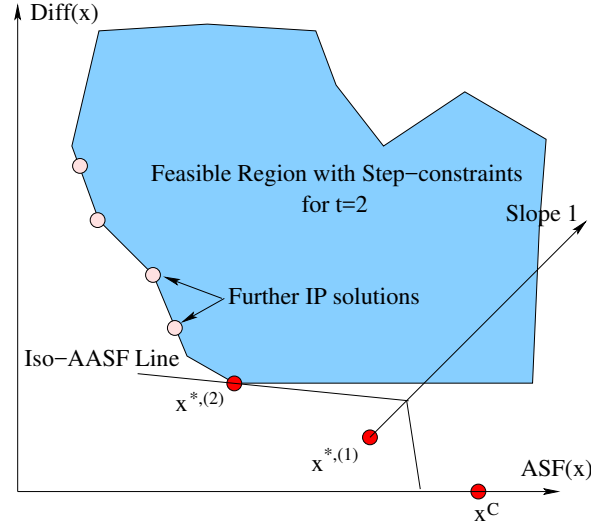 Diff(x)
Feasible Region with Step−constraints
for t=2
Slope 1
Further IP solutions
Iso−AASF Line
x*,(2)
x*,(1)
ASF(x)
xC